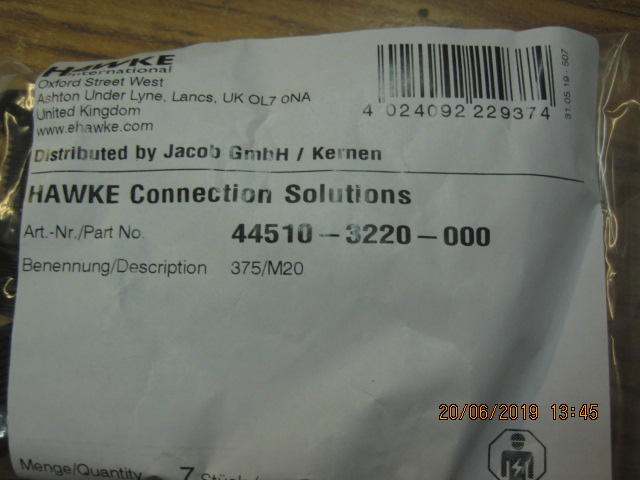 HAWKE
International
Oxford Street West
Ashton Under Lyne, Lancs, UK OL7 0NA
United Kingdom
www.ehawke.com
4 024092 229374
31.05.19 - 507
Distributed by Jacob GmbH / Kernen
HAWKE Connection Solutions
Art.-Nr./Part No. 44510-3220-000
Benennung/Description 375/M20
20/06/2019 13:45
Menge/Quantity 7 Stück/